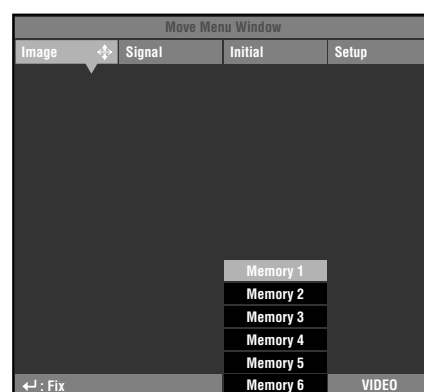 Move Menu Window
Image Signal Initial Setup
Memory 1
Memory 2
Memory 3
Memory 4
Memory 5
↵ : Fix Memory 6 VIDEO